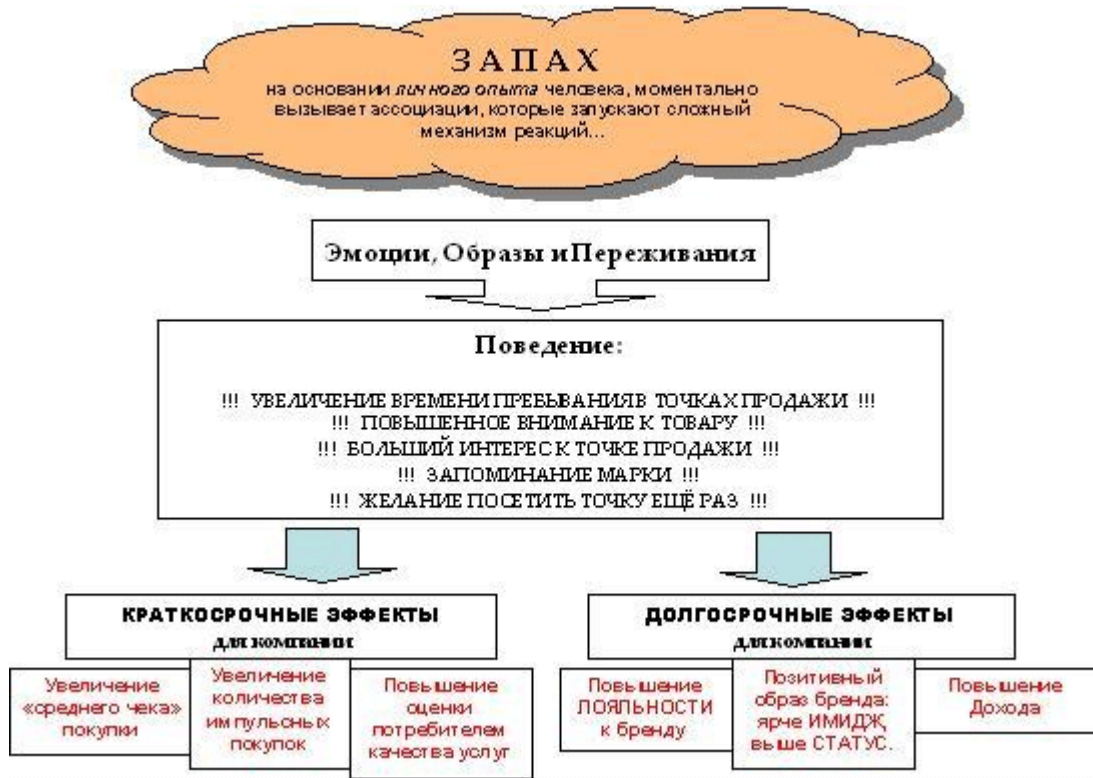 ЗАПАХ
на основании личного опыта человека, моментально
вызывает ассоциации, которые запускают сложный
механизм реакций...
Эмоции, Образы и Переживания
Поведение:
!!! УВЕЛИЧЕНИЕ ВРЕМЕНИ ПРЕБЫВАНИЯ В ТОЧКАХ ПРОДАЖИ !!!
!!! ПОВЫШЕННОЕ ВНИМАНИЕ К ТОВАРУ !!!
!!! БОЛЬШИЙ ИНТЕРЕС К ТОЧКЕ ПРОДАЖИ !!!
!!! ЗАПОМИНАНИЕ МАРКИ !!!
!!! ЖЕЛАНИЕ ПОСЕТИТЬ ТОЧКУ ЕЩЁ РАЗ !!!
КРАТКОСРОЧНЫЕ ЭФФЕКТЫ
для компании
Увеличение
«среднего чека»
покупки
Увеличение
количества
импульсных
покупок
Повышение
оценки
потребителем
качества услуг
ДОЛГОСРОЧНЫЕ ЭФФЕКТЫ
для компании
Повышение
ЛОЯЛЬНОСТИ
к бренду
Позитивный
образ бренда:
ярче ИМИДЖ,
выше СТАТУС.
Повышение
Дохода